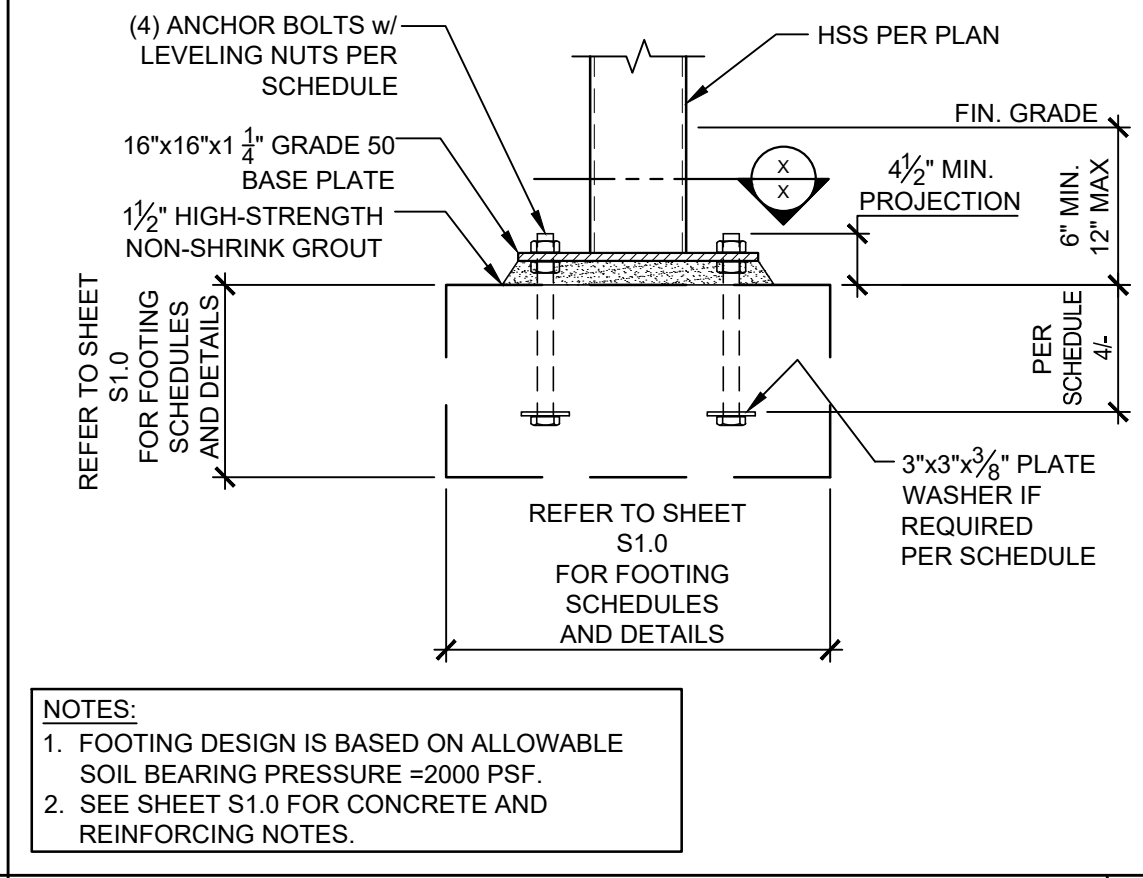 (4) ANCHOR BOLTS w/
LEVELING NUTS PER
SCHEDULE
HSS PER PLAN
FIN. GRADE
16"x16"x1 1/4" GRADE 50
BASE PLATE
X
X
4 1/2" MIN.
PROJECTION
6" MIN.
12" MAX
1 1/2" HIGH-STRENGTH
NON-SHRINK GROUT
REFER TO SHEET
S1.0
FOR FOOTING
SCHEDULES
AND DETAILS
PER
SCHEDULE
4/-
3"x3"x3/8" PLATE
WASHER IF
REQUIRED
PER SCHEDULE
REFER TO SHEET
S1.0
FOR FOOTING
SCHEDULES
AND DETAILS
NOTES:
1. FOOTING DESIGN IS BASED ON ALLOWABLE
SOIL BEARING PRESSURE =2000 PSF.
2. SEE SHEET S1.0 FOR CONCRETE AND
REINFORCING NOTES.